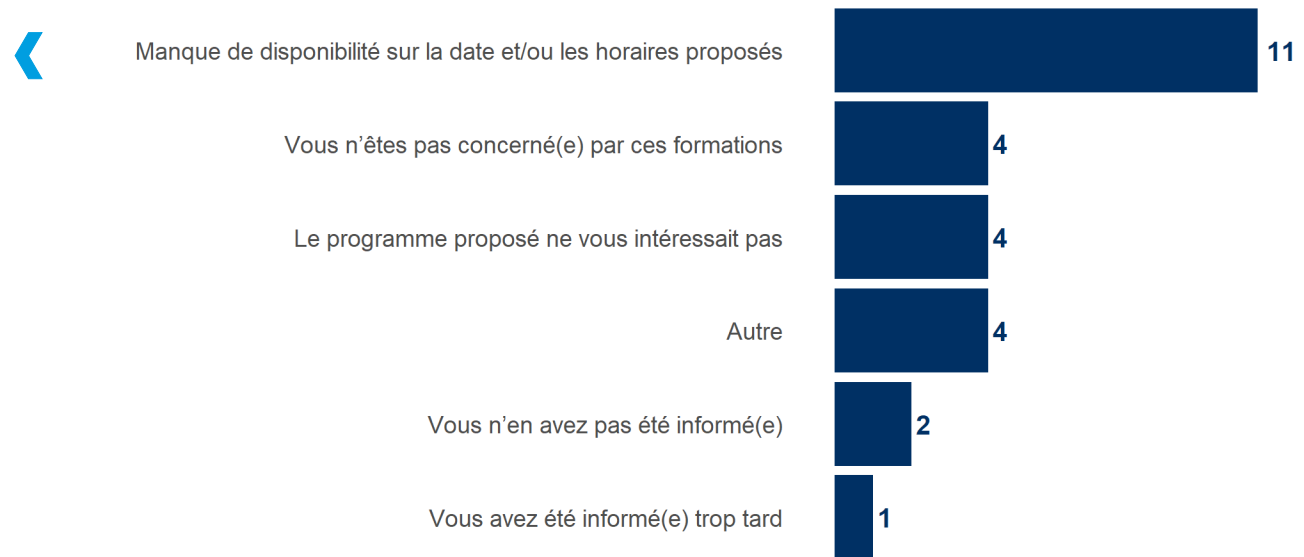 Manque de disponibilité sur la date et/ou les horaires proposés 11
Vous n’êtes pas concerné(e) par ces formations 4
Le programme proposé ne vous intéressait pas 4
Autre 4
Vous n’en avez pas été informé(e) 2
Vous avez été informé(e) trop tard 1